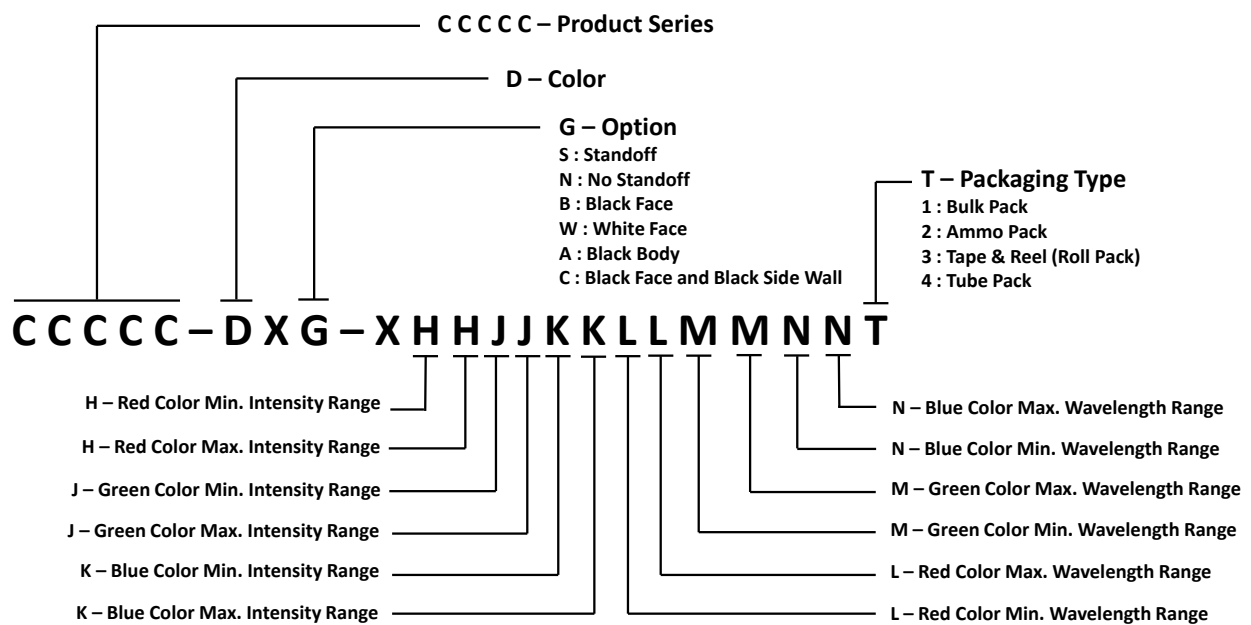 C C C C C – Product Series
D – Color
G – Option
S : Standoff
N : No Standoff
B : Black Face
W : White Face
A : Black Body
C : Black Face and Black Side Wall
T – Packaging Type
1 : Bulk Pack
2 : Ammo Pack
3 : Tape & Reel (Roll Pack)
4 : Tube Pack
C C C C C – D X G – X H H J J K K L L M M N N T
H – Red Color Min. Intensity Range
H – Red Color Max. Intensity Range
J – Green Color Min. Intensity Range
J – Green Color Max. Intensity Range
K – Blue Color Min. Intensity Range
K – Blue Color Max. Intensity Range
N – Blue Color Max. Wavelength Range
N – Blue Color Min. Wavelength Range
M – Green Color Max. Wavelength Range
M – Green Color Min. Wavelength Range
L – Red Color Max. Wavelength Range
L – Red Color Min. Wavelength Range